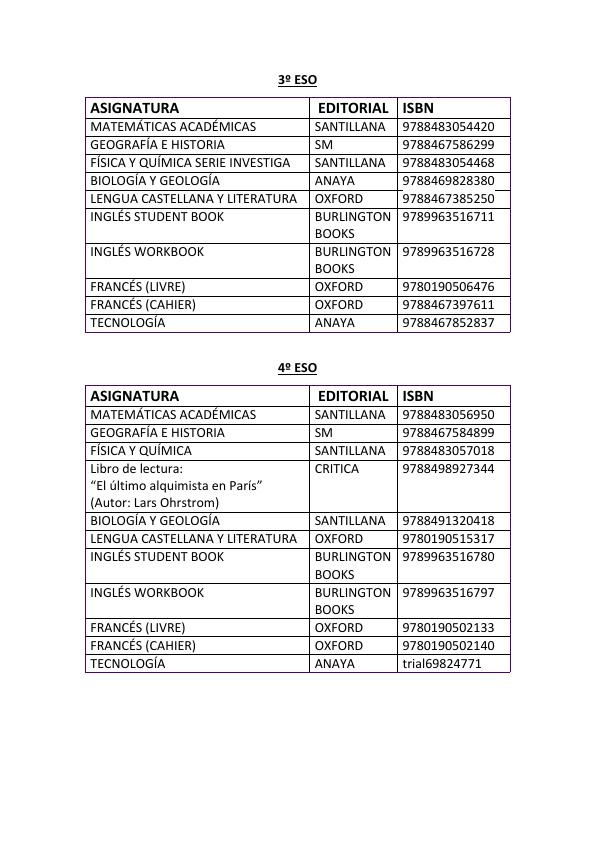 3º ESO
ASIGNATURA EDITORIAL ISBN
MATEMÁTICAS ACADÉMICAS SANTILLANA 9788483054420
GEOGRAFÍA E HISTORIA SM 9788467586299
FÍSICA Y QUÍMICA SERIE INVESTIGA SANTILLANA 9788483054468
BIOLOGÍA Y GEOLOGÍA ANAYA 9788469828380
LENGUA CASTELLANA Y LITERATURA OXFORD 9788467385250
INGLÉS STUDENT BOOK BURLINGTON 9789963516711
BOOKS
INGLÉS WORKBOOK BURLINGTON 9789963516728
BOOKS
FRANCÉS (LIVRE) OXFORD 9780190506476
FRANCÉS (CAHIER) OXFORD 9788467397611
TECNOLOGÍA ANAYA 9788467852837
4º ESO
ASIGNATURA EDITORIAL ISBN
MATEMÁTICAS ACADÉMICAS SANTILLANA 9788483056950
GEOGRAFÍA E HISTORIA SM 9788467584899
FÍSICA Y QUÍMICA SANTILLANA 9788483057018
Libro de lectura: CRITICA 9788498927344
“El último alquimista en París”
(Autor: Lars Ohrstrom)
BIOLOGÍA Y GEOLOGÍA SANTILLANA 9788491320418
LENGUA CASTELLANA Y LITERATURA OXFORD 9780190515317
INGLÉS STUDENT BOOK BURLINGTON 9789963516780
BOOKS
INGLÉS WORKBOOK BURLINGTON 9789963516797
BOOKS
FRANCÉS (LIVRE) OXFORD 9780190502133
FRANCÉS (CAHIER) OXFORD 9780190502140
TECNOLOGÍA ANAYA trial69824771